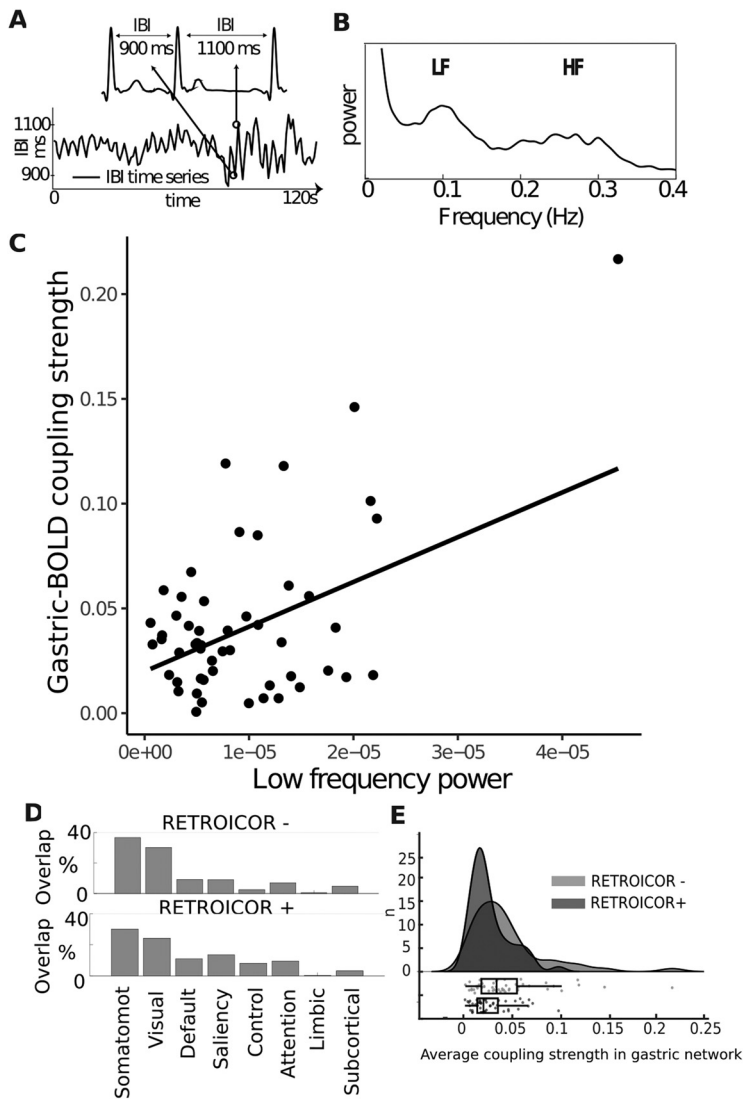 A
IBI
IBI
900 ms
1100 ms
1100
IBI
ms
900
IBI time series
0
time
120s
B
power
LF
HF
0
0.1
0.2
0.3
0.4
Frequency (Hz)
C
Gastric-BOLD coupling strength
0.20
0.15
0.10
0.05
0.00
0e+00
1e−05
2e−05
3e−05
4e−05
Low frequency power
D
RETROICOR -
Overlap
%
40
0
RETROICOR +
Overlap
%
40
0
Somatomot
Visual
Default
Saliency
Control
Attention
Limbic
Subcortical
E
n
25
20
15
10
5
0
RETROICOR -
RETROICOR+
0
0.05
0.1
0.15
0.2
0.25
Average coupling strength in gastric network